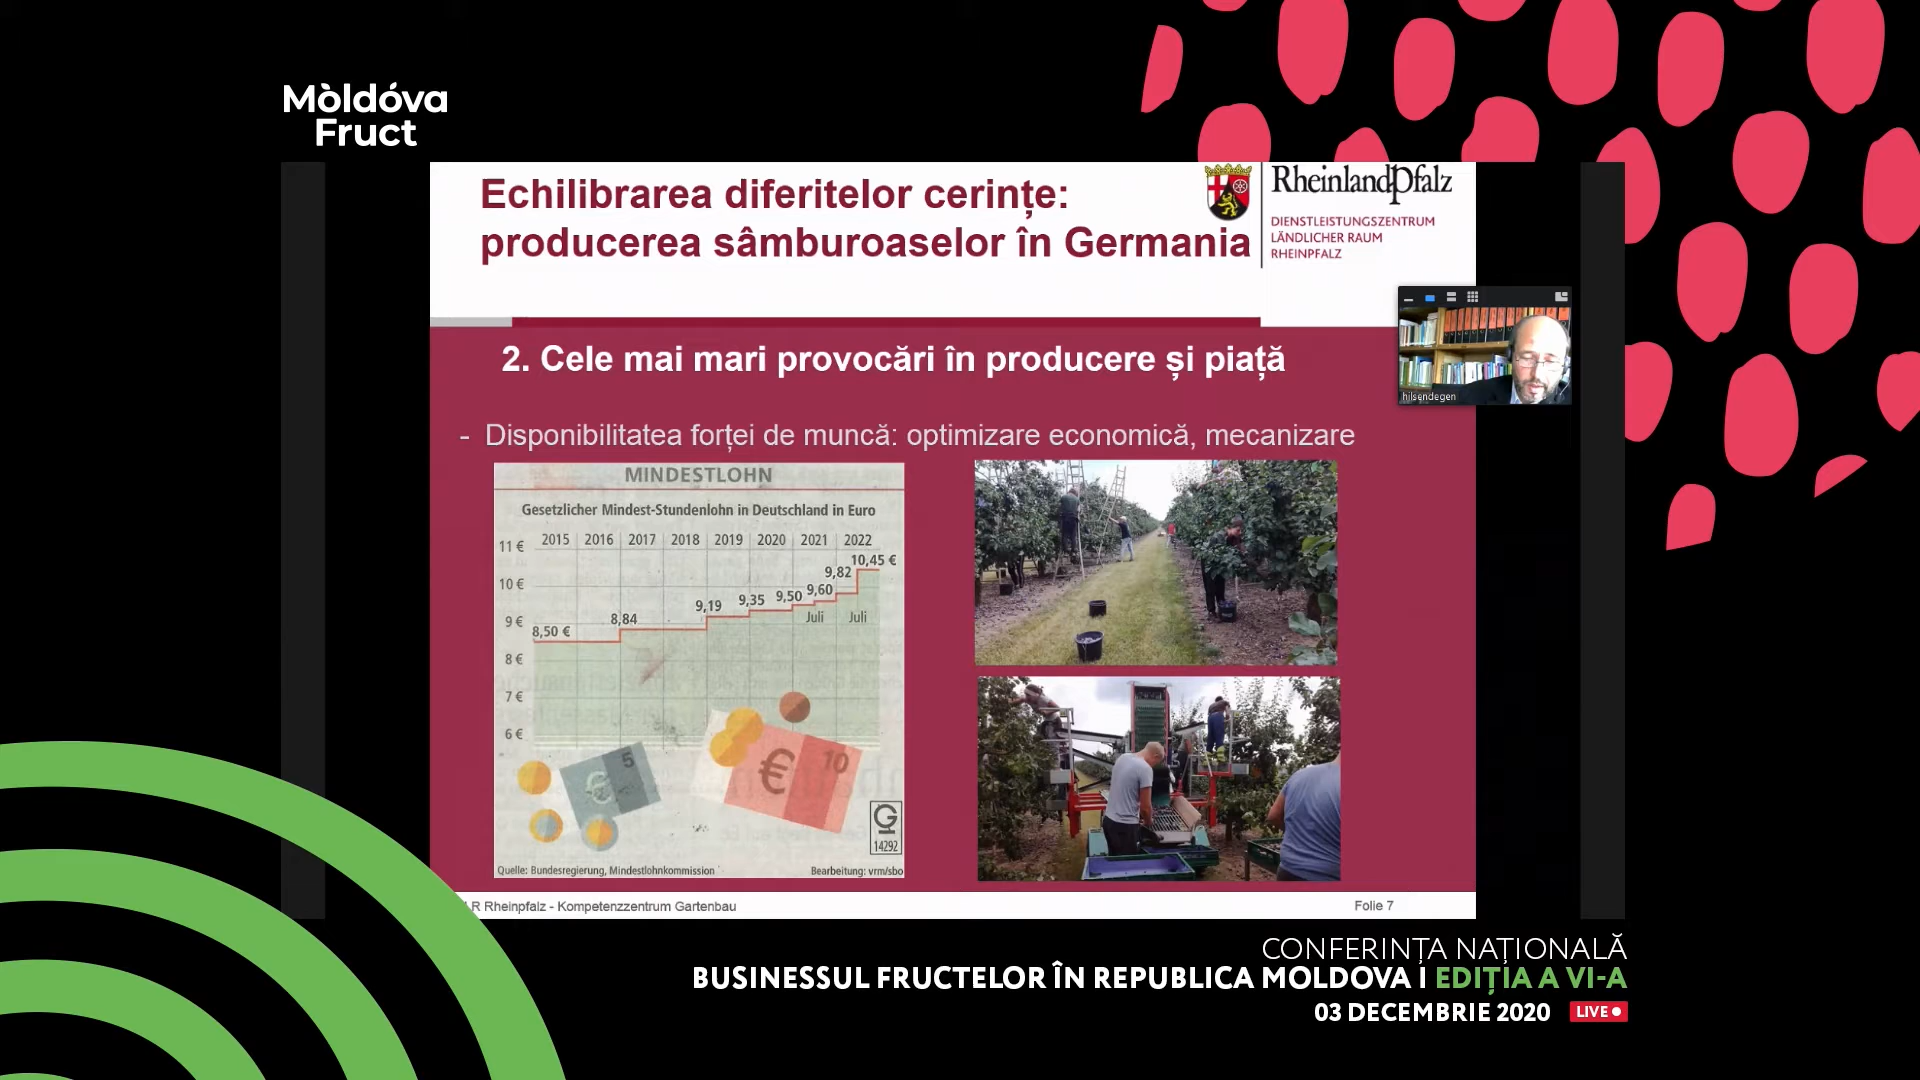 Mòldóva
Fruct
Echilibrarea diferitelor cerințe:
producerea sâmburoaselor în Germania
RheinlandPfalz
DIENSTLEISTUNGSZENTRUM
LÄNDLICHER RAUM
RHEINPFALZ
hilsendegen
2. Cele mai mari provocări în producere și piață
- Disponibilitatea forței de muncă: optimizare economică, mecanizare
MINDESTLOHN
Gesetzlicher Mindest-Stundenlohn in Deutschland in Euro
2015 2016 2017 2018 2019 2020 2021 2022
11 €
10,45 €
9,82
10 €
9,60
9,50
9,35
9,19
9 €
8,84
Juli
Juli
8,50 €
8 €
7 €
6 €
5
€
€
10
G
14292
Quelle: Bundesregierung, Mindestlohnkommission
Bearbeitung: vrm/sbo
R Rheinpfalz - Kompetenzzentrum Gartenbau
Folie 7
CONFERINȚA NAȚIONALĂ
BUSINESSUL FRUCTELOR ÎN REPUBLICA MOLDOVA I EDIȚIA A VI-A
03 DECEMBRIE 2020
LIVE